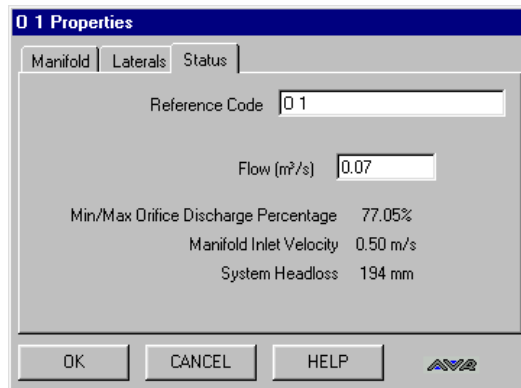 O 1 Properties
Manifold Laterals Status
Reference Code O 1
Flow (m³/s) 0.07
Min/Max Orifice Discharge Percentage 77.05%
Manifold Inlet Velocity 0.50 m/s
System Headloss 194 mm
OK CANCEL HELP